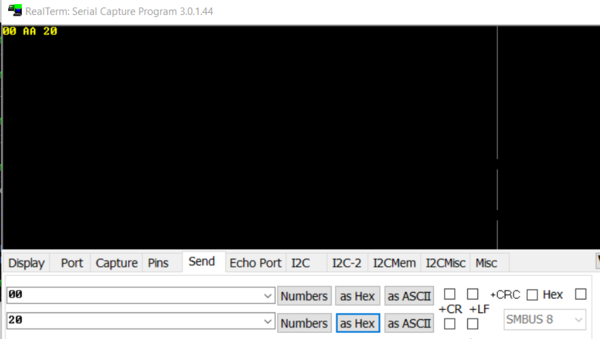 RealTerm: Serial Capture Program 3.0.1.44
00 AA 20
Display Port Capture Pins Send Echo Port I2C I2C-2 I2CMem I2CMisc Misc
00 Numbers as Hex as ASCII +CR +LF +CRC Hex
20 Numbers as Hex as ASCII SMBUS 8